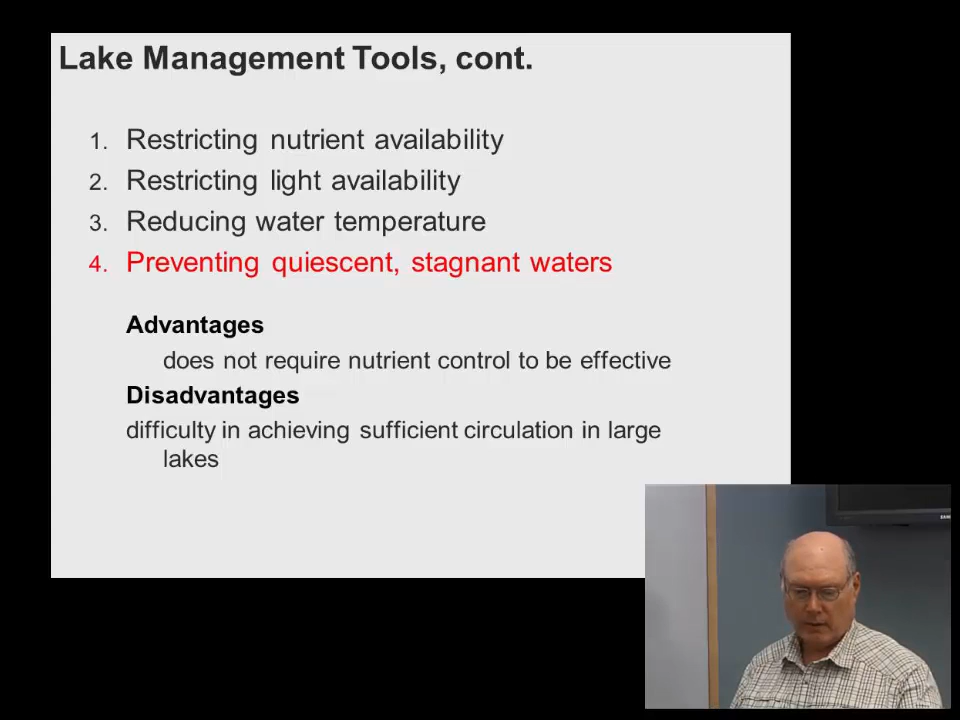 Lake Management Tools, cont.
1. Restricting nutrient availability
2. Restricting light availability
3. Reducing water temperature
4. Preventing quiescent, stagnant waters
Advantages
does not require nutrient control to be effective
Disadvantages
difficulty in achieving sufficient circulation in large
lakes